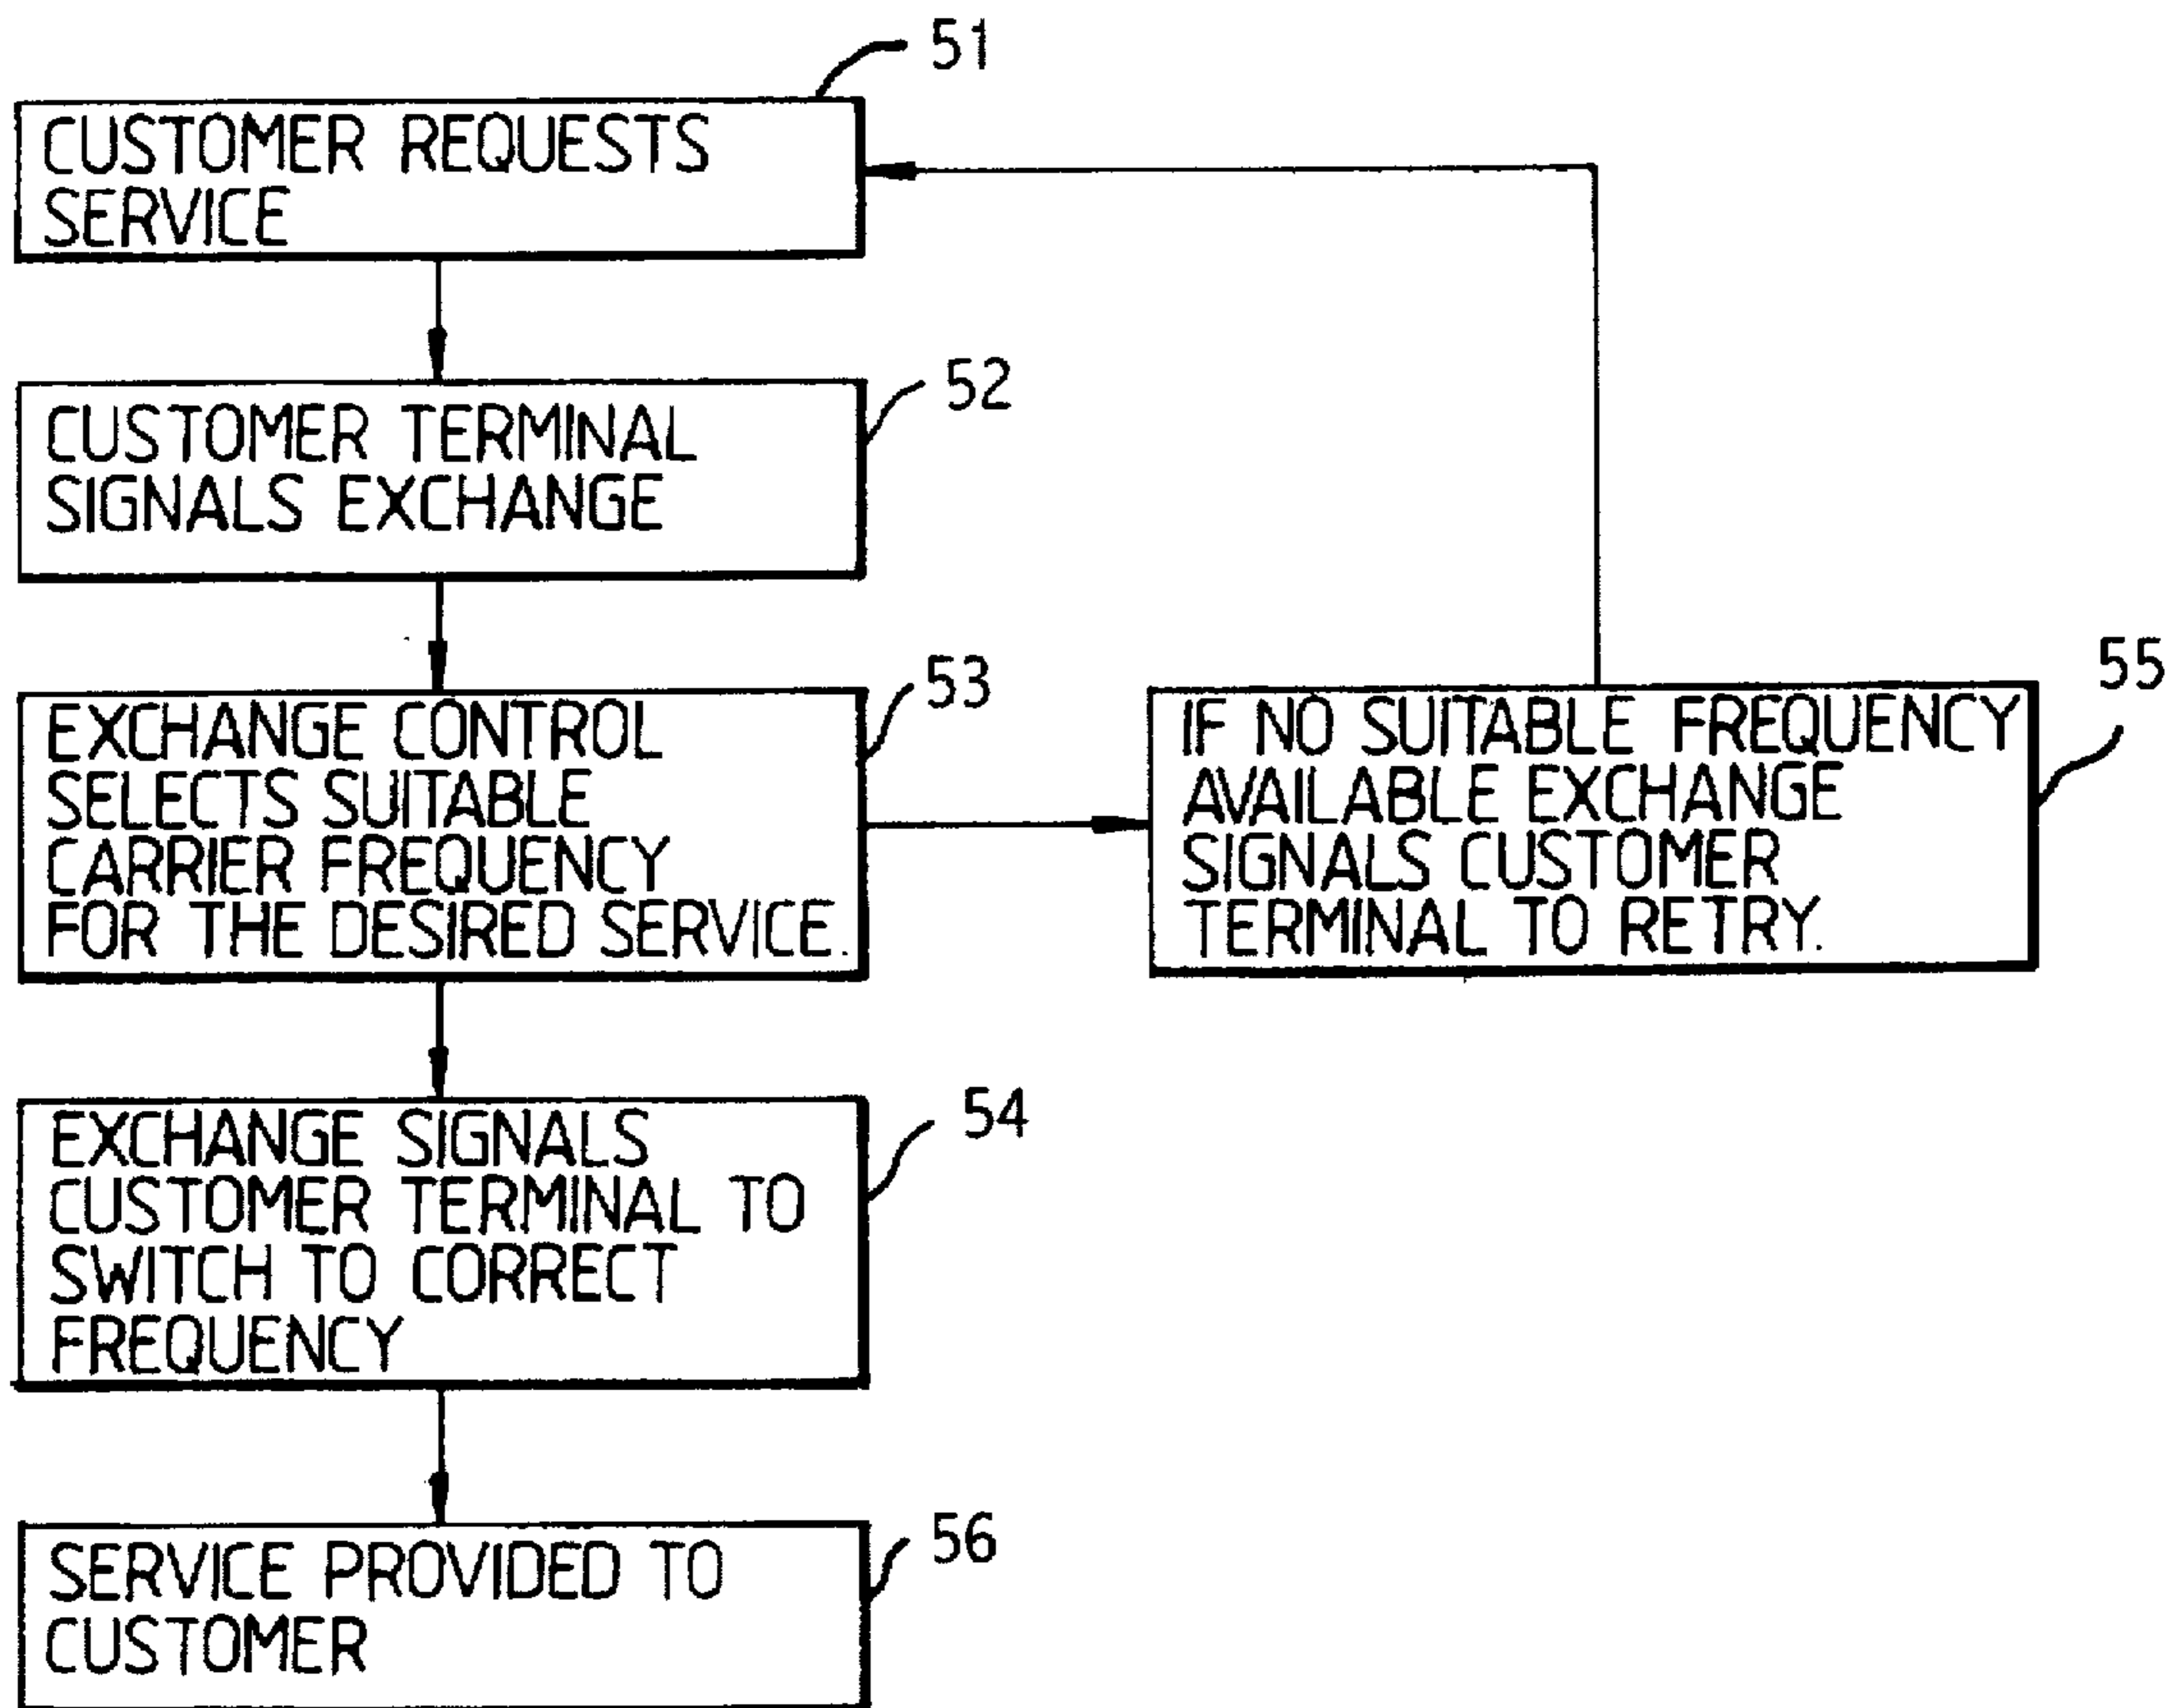 51
CUSTOMER REQUESTS
SERVICE
52
CUSTOMER TERMINAL
SIGNALS EXCHANGE
53
EXCHANGE CONTROL
SELECTS SUITABLE
CARRIER FREQUENCY
FOR THE DESIRED SERVICE.
55
IF NO SUITABLE FREQUENCY
AVAILABLE EXCHANGE
SIGNALS CUSTOMER
TERMINAL TO RETRY.
54
EXCHANGE SIGNALS
CUSTOMER TERMINAL TO
SWITCH TO CORRECT
FREQUENCY
56
SERVICE PROVIDED TO
CUSTOMER